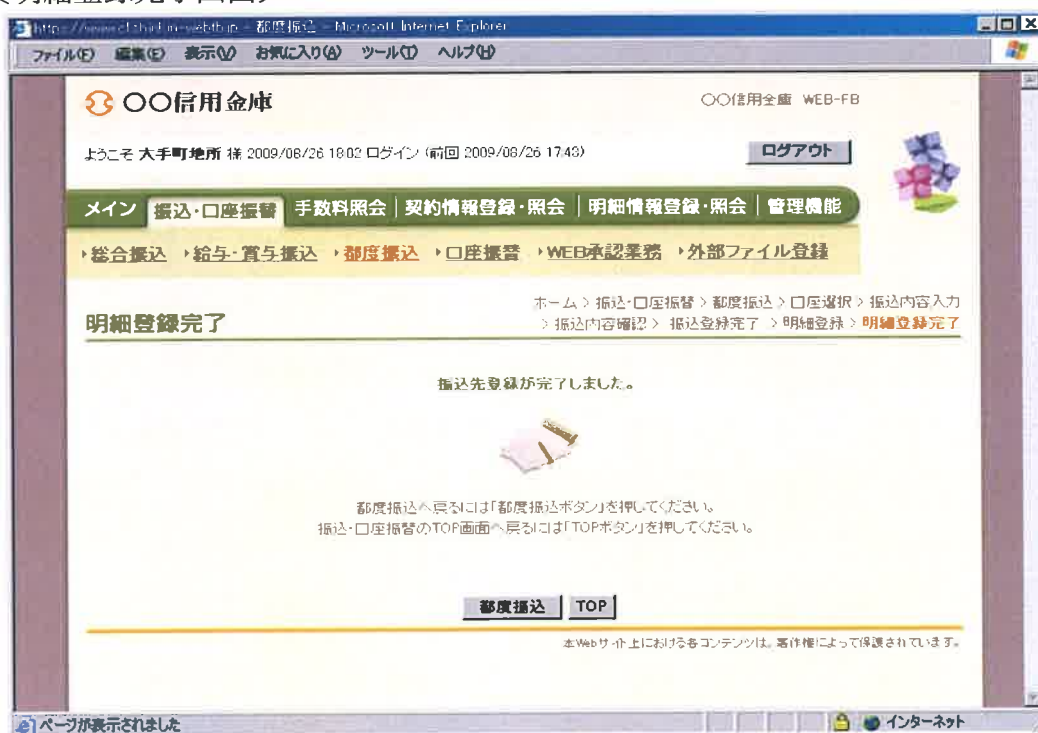 https://www.
都度振込 - Microsoft Internet Explorer
ファイル(F) 編集(E) 表示(V) お気に入り(A) ツール(T) ヘルプ(H)
〇〇信用金庫
〇〇信用金庫 WEB-FB
ようこそ 大手町地所 様 2009/08/26 18:02 ログイン (前回 2009/08/26 17:43)
ログアウト
メイン 振込・口座振替 手数料照会 契約情報登録・照会 明細情報登録・照会 管理機能
総合振込 給与・賞与振込 都度振込 口座振替 WEB承認業務 外部ファイル登録
ホーム > 振込・口座振替 > 都度振込 > 口座選択 > 振込内容入力
> 振込内容確認 > 振込登録完了 > 明細登録 > 明細登録完了
明細登録完了
振込先登録が完了しました。
都度振込へ戻るには「都度振込ボタン」を押してください。
振込・口座振替のTOP画面へ戻るには「TOPボタン」を押してください。
都度振込 TOP
本Webサイト上における各コンテンツは、著作権によって保護されています。
ページが表示されました
インターネット